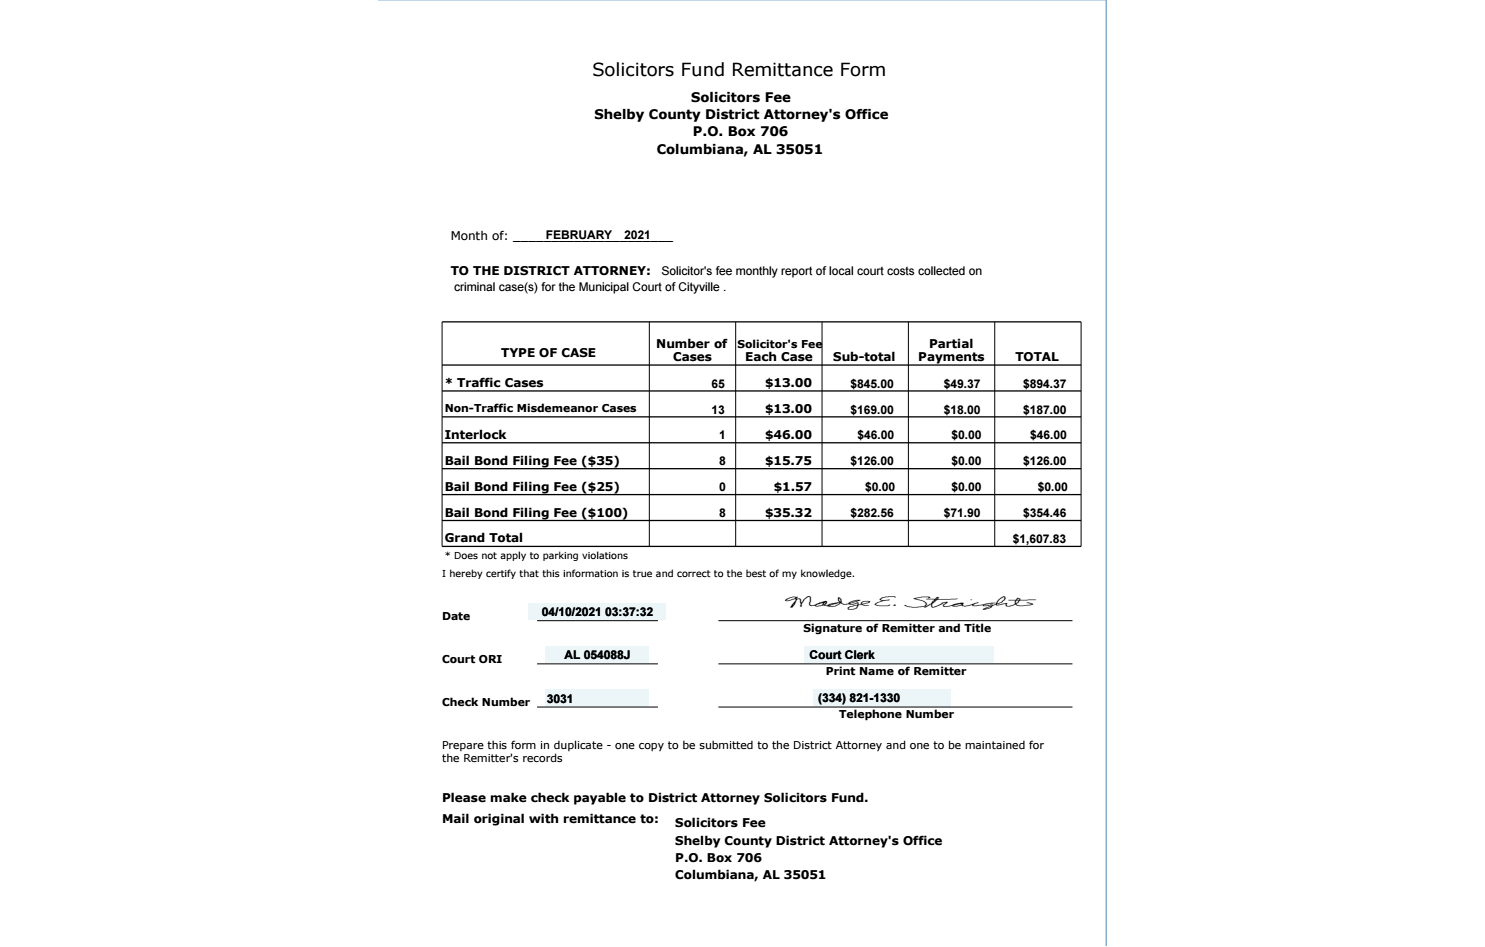 Solicitors Fund Remittance Form
Solicitors Fee
Shelby County District Attorney's Office
P.O. Box 706
Columbiana, AL 35051
Month of: FEBRUARY 2021
TO THE DISTRICT ATTORNEY: Solicitor's fee monthly report of local court costs collected on
criminal case(s) for the Municipal Court of Cityville .
TYPE OF CASE Number of Cases Solicitor's Fee Each Case Sub-total Partial Payments TOTAL
* Traffic Cases 65 $13.00 $845.00 $49.37 $894.37
Non-Traffic Misdemeanor Cases 13 $13.00 $169.00 $18.00 $187.00
Interlock 1 $46.00 $46.00 $0.00 $46.00
Bail Bond Filing Fee ($35) 8 $15.75 $126.00 $0.00 $126.00
Bail Bond Filing Fee ($25) 0 $1.57 $0.00 $0.00 $0.00
Bail Bond Filing Fee ($100) 8 $35.32 $282.56 $71.90 $354.46
Grand Total $1,607.83
* Does not apply to parking violations
I hereby certify that this information is true and correct to the best of my knowledge.
Madge E. Straight
Date 04/10/2021 03:37:32
Signature of Remitter and Title
Court ORI AL 054088J Court Clerk
Print Name of Remitter
Check Number 3031 (334) 821-1330
Telephone Number
Prepare this form in duplicate - one copy to be submitted to the District Attorney and one to be maintained for
the Remitter's records
Please make check payable to District Attorney Solicitors Fund.
Mail original with remittance to: Solicitors Fee
Shelby County District Attorney's Office
P.O. Box 706
Columbiana, AL 35051